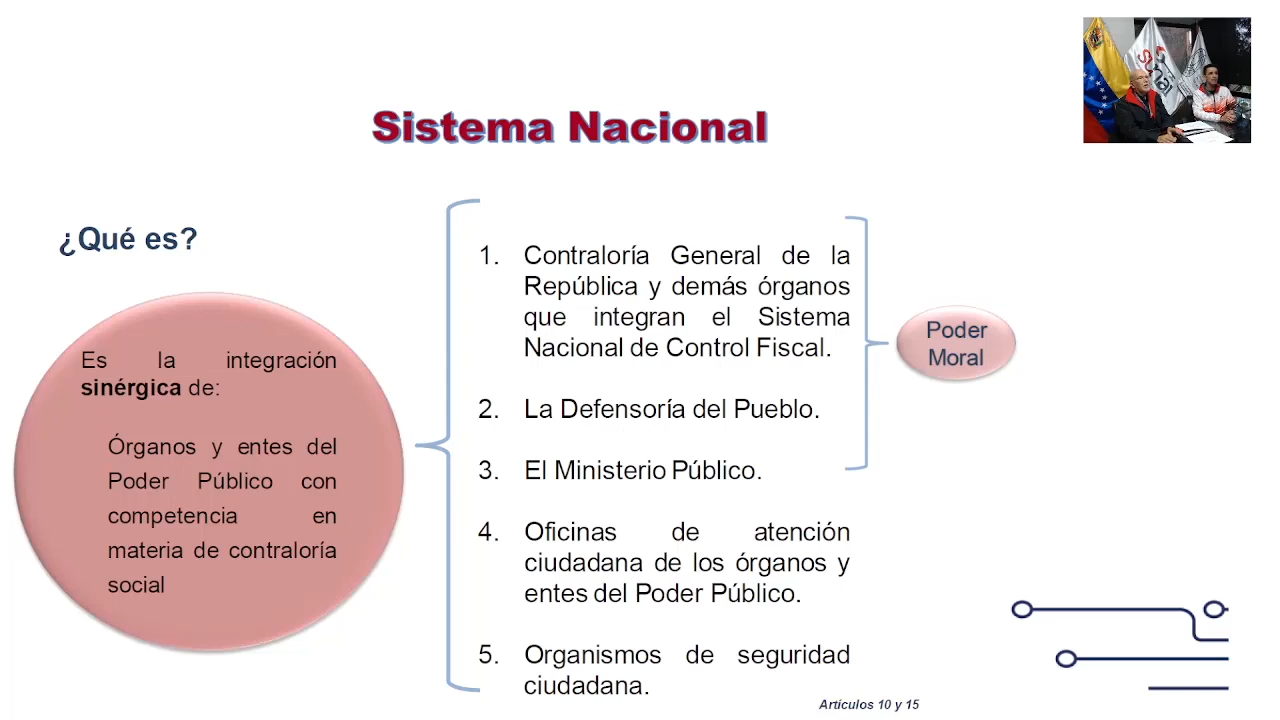 Sistema Nacional
¿Qué es?
Es la integración
sinérgica de:
Órganos y entes del
Poder Público con
competencia en
materia de contraloría
social
1. Contraloría General de la
República y demás órganos
que integran el Sistema
Nacional de Control Fiscal.
2. La Defensoría del Pueblo.
3. El Ministerio Público.
4. Oficinas de atención
ciudadana de los órganos y
entes del Poder Público.
5. Organismos de seguridad
ciudadana.
Poder
Moral
Artículos 10 y 15